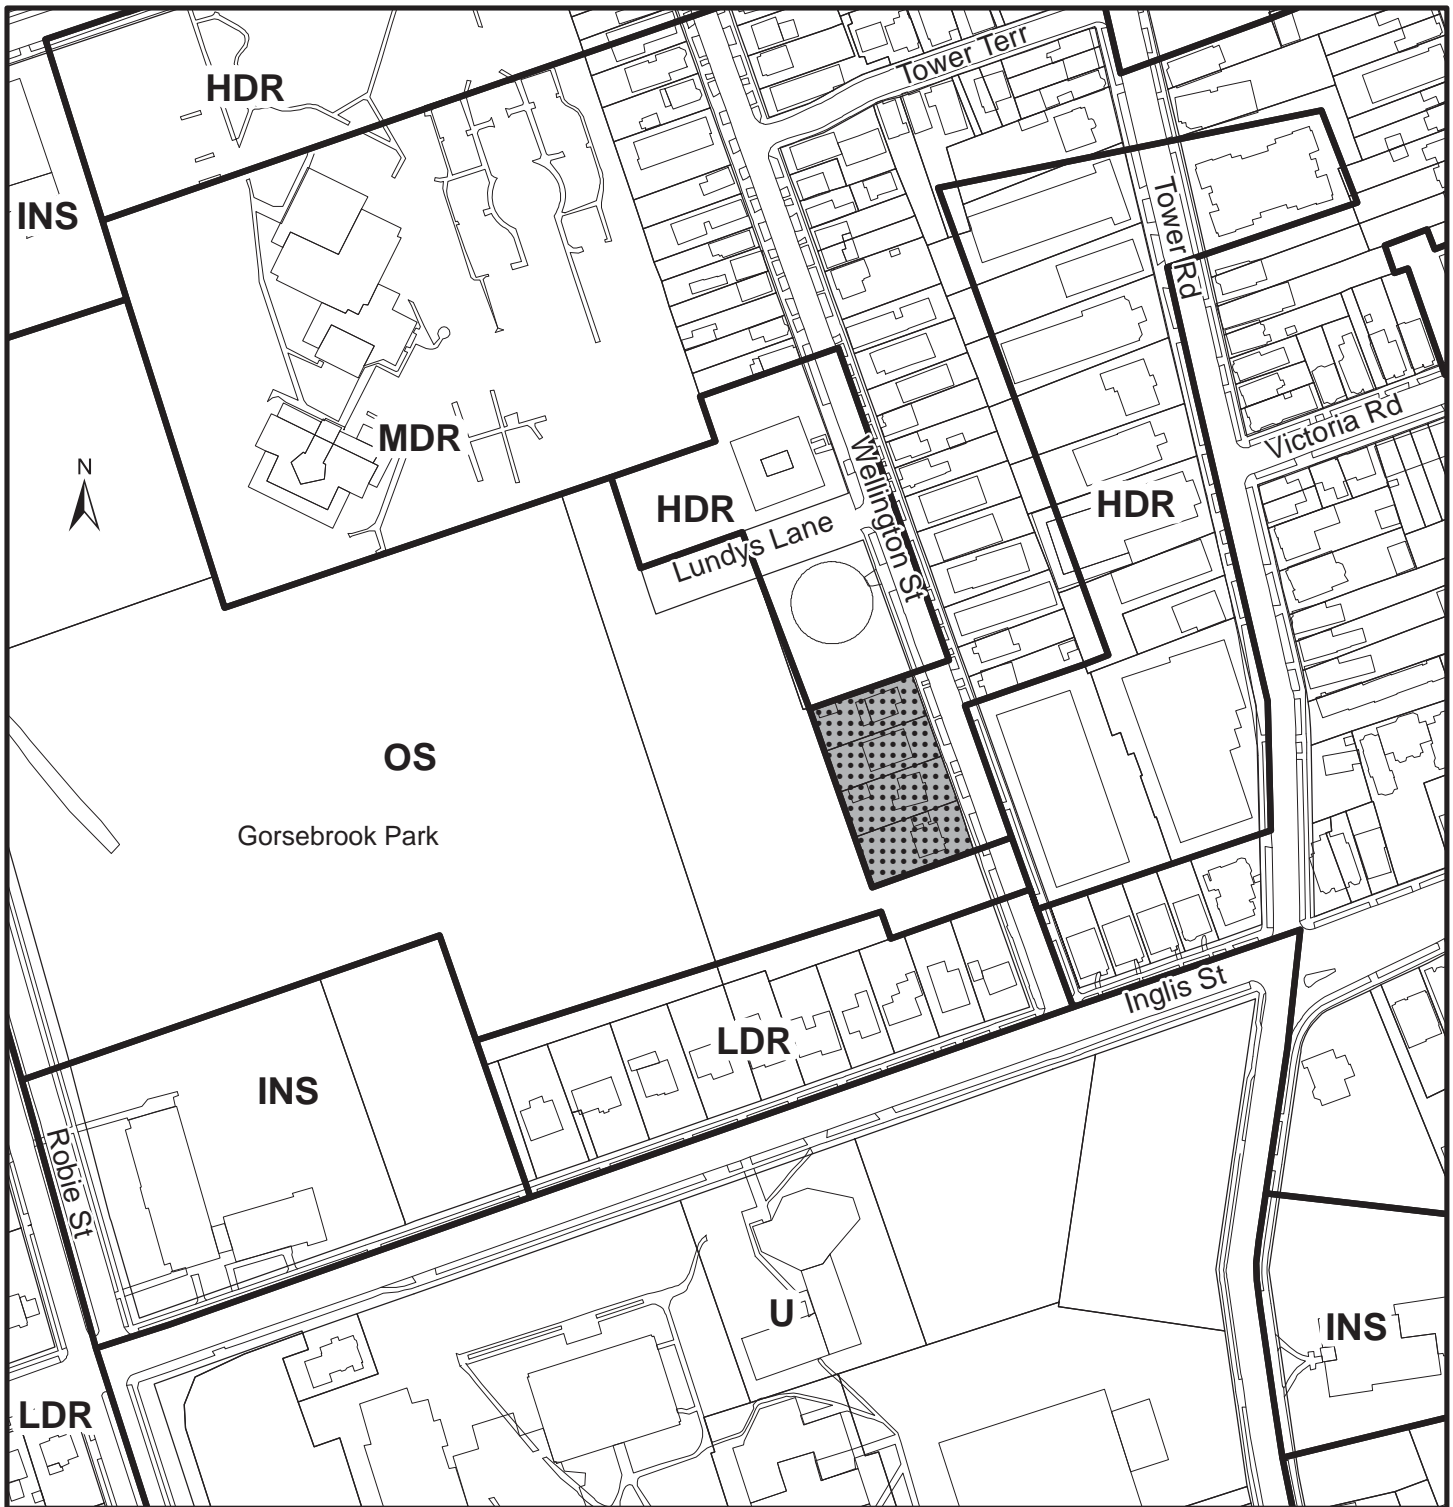 Tower Terr
HDR
INS
Tower Rd
Victoria Rd
MDR
N
Wellington St
HDR
HDR
Lundys Lane
OS
Gorsebrook Park
Inglis St
LDR
INS
Robie St
U
INS
LDR